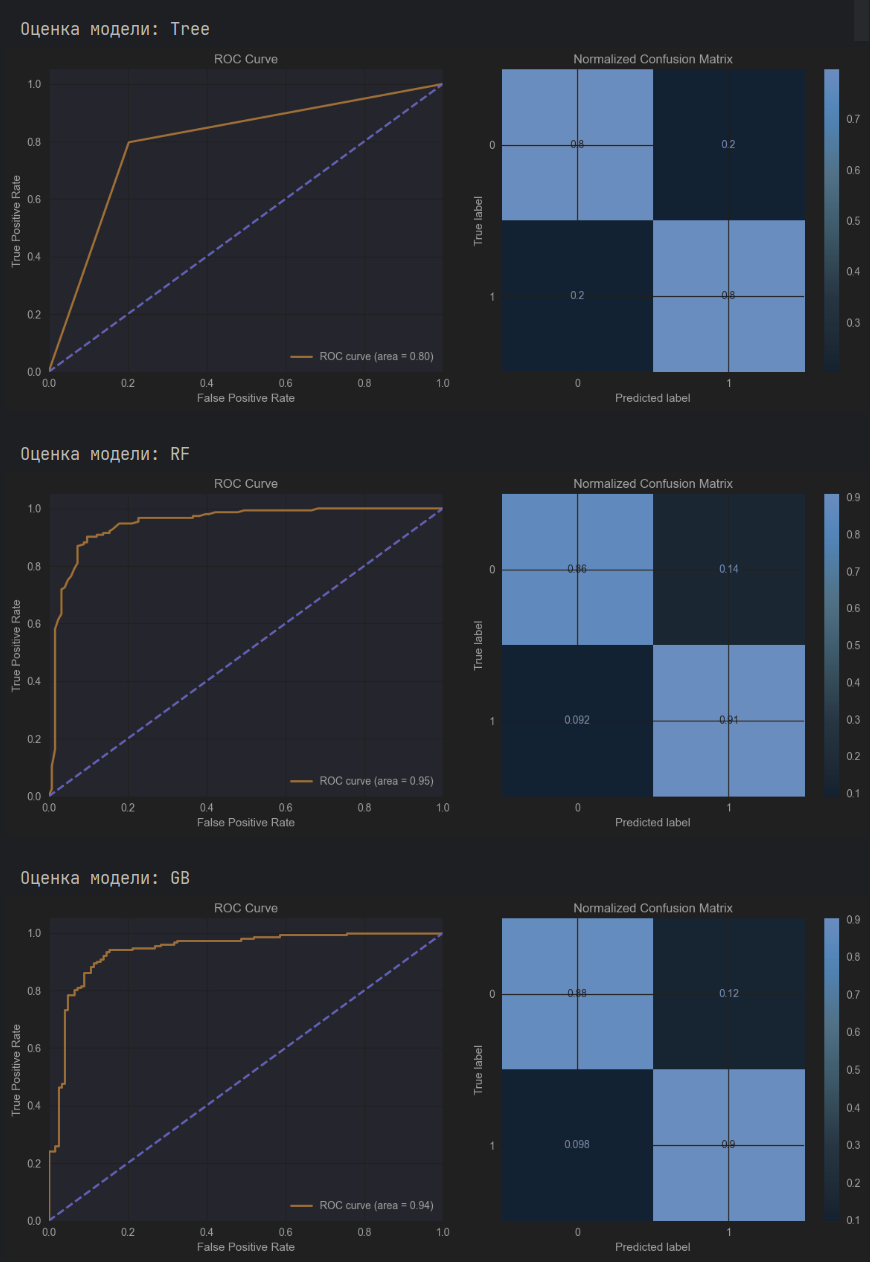 Оценка модели: Tree
ROC Curve
True Positive Rate
1.0
0.8
0.6
0.4
0.2
0.0
0.0 0.2 0.4 0.6 0.8 1.0
False Positive Rate
ROC curve (area = 0.80)
Normalized Confusion Matrix
True label
0
1
0.8 0.2
0.2 0.8
0 1
Predicted label
0.7
0.6
0.5
0.4
0.3
Оценка модели: RF
ROC Curve
True Positive Rate
1.0
0.8
0.6
0.4
0.2
0.0
0.0 0.2 0.4 0.6 0.8 1.0
False Positive Rate
ROC curve (area = 0.95)
Normalized Confusion Matrix
True label
0
1
0.86 0.14
0.092 0.91
0 1
Predicted label
0.9
0.8
0.7
0.6
0.5
0.4
0.3
0.2
0.1
Оценка модели: GB
ROC Curve
True Positive Rate
1.0
0.8
0.6
0.4
0.2
0.0
0.0 0.2 0.4 0.6 0.8 1.0
False Positive Rate
ROC curve (area = 0.94)
Normalized Confusion Matrix
True label
0
1
0.88 0.12
0.098 0.9
0 1
Predicted label
0.9
0.8
0.7
0.6
0.5
0.4
0.3
0.2
0.1